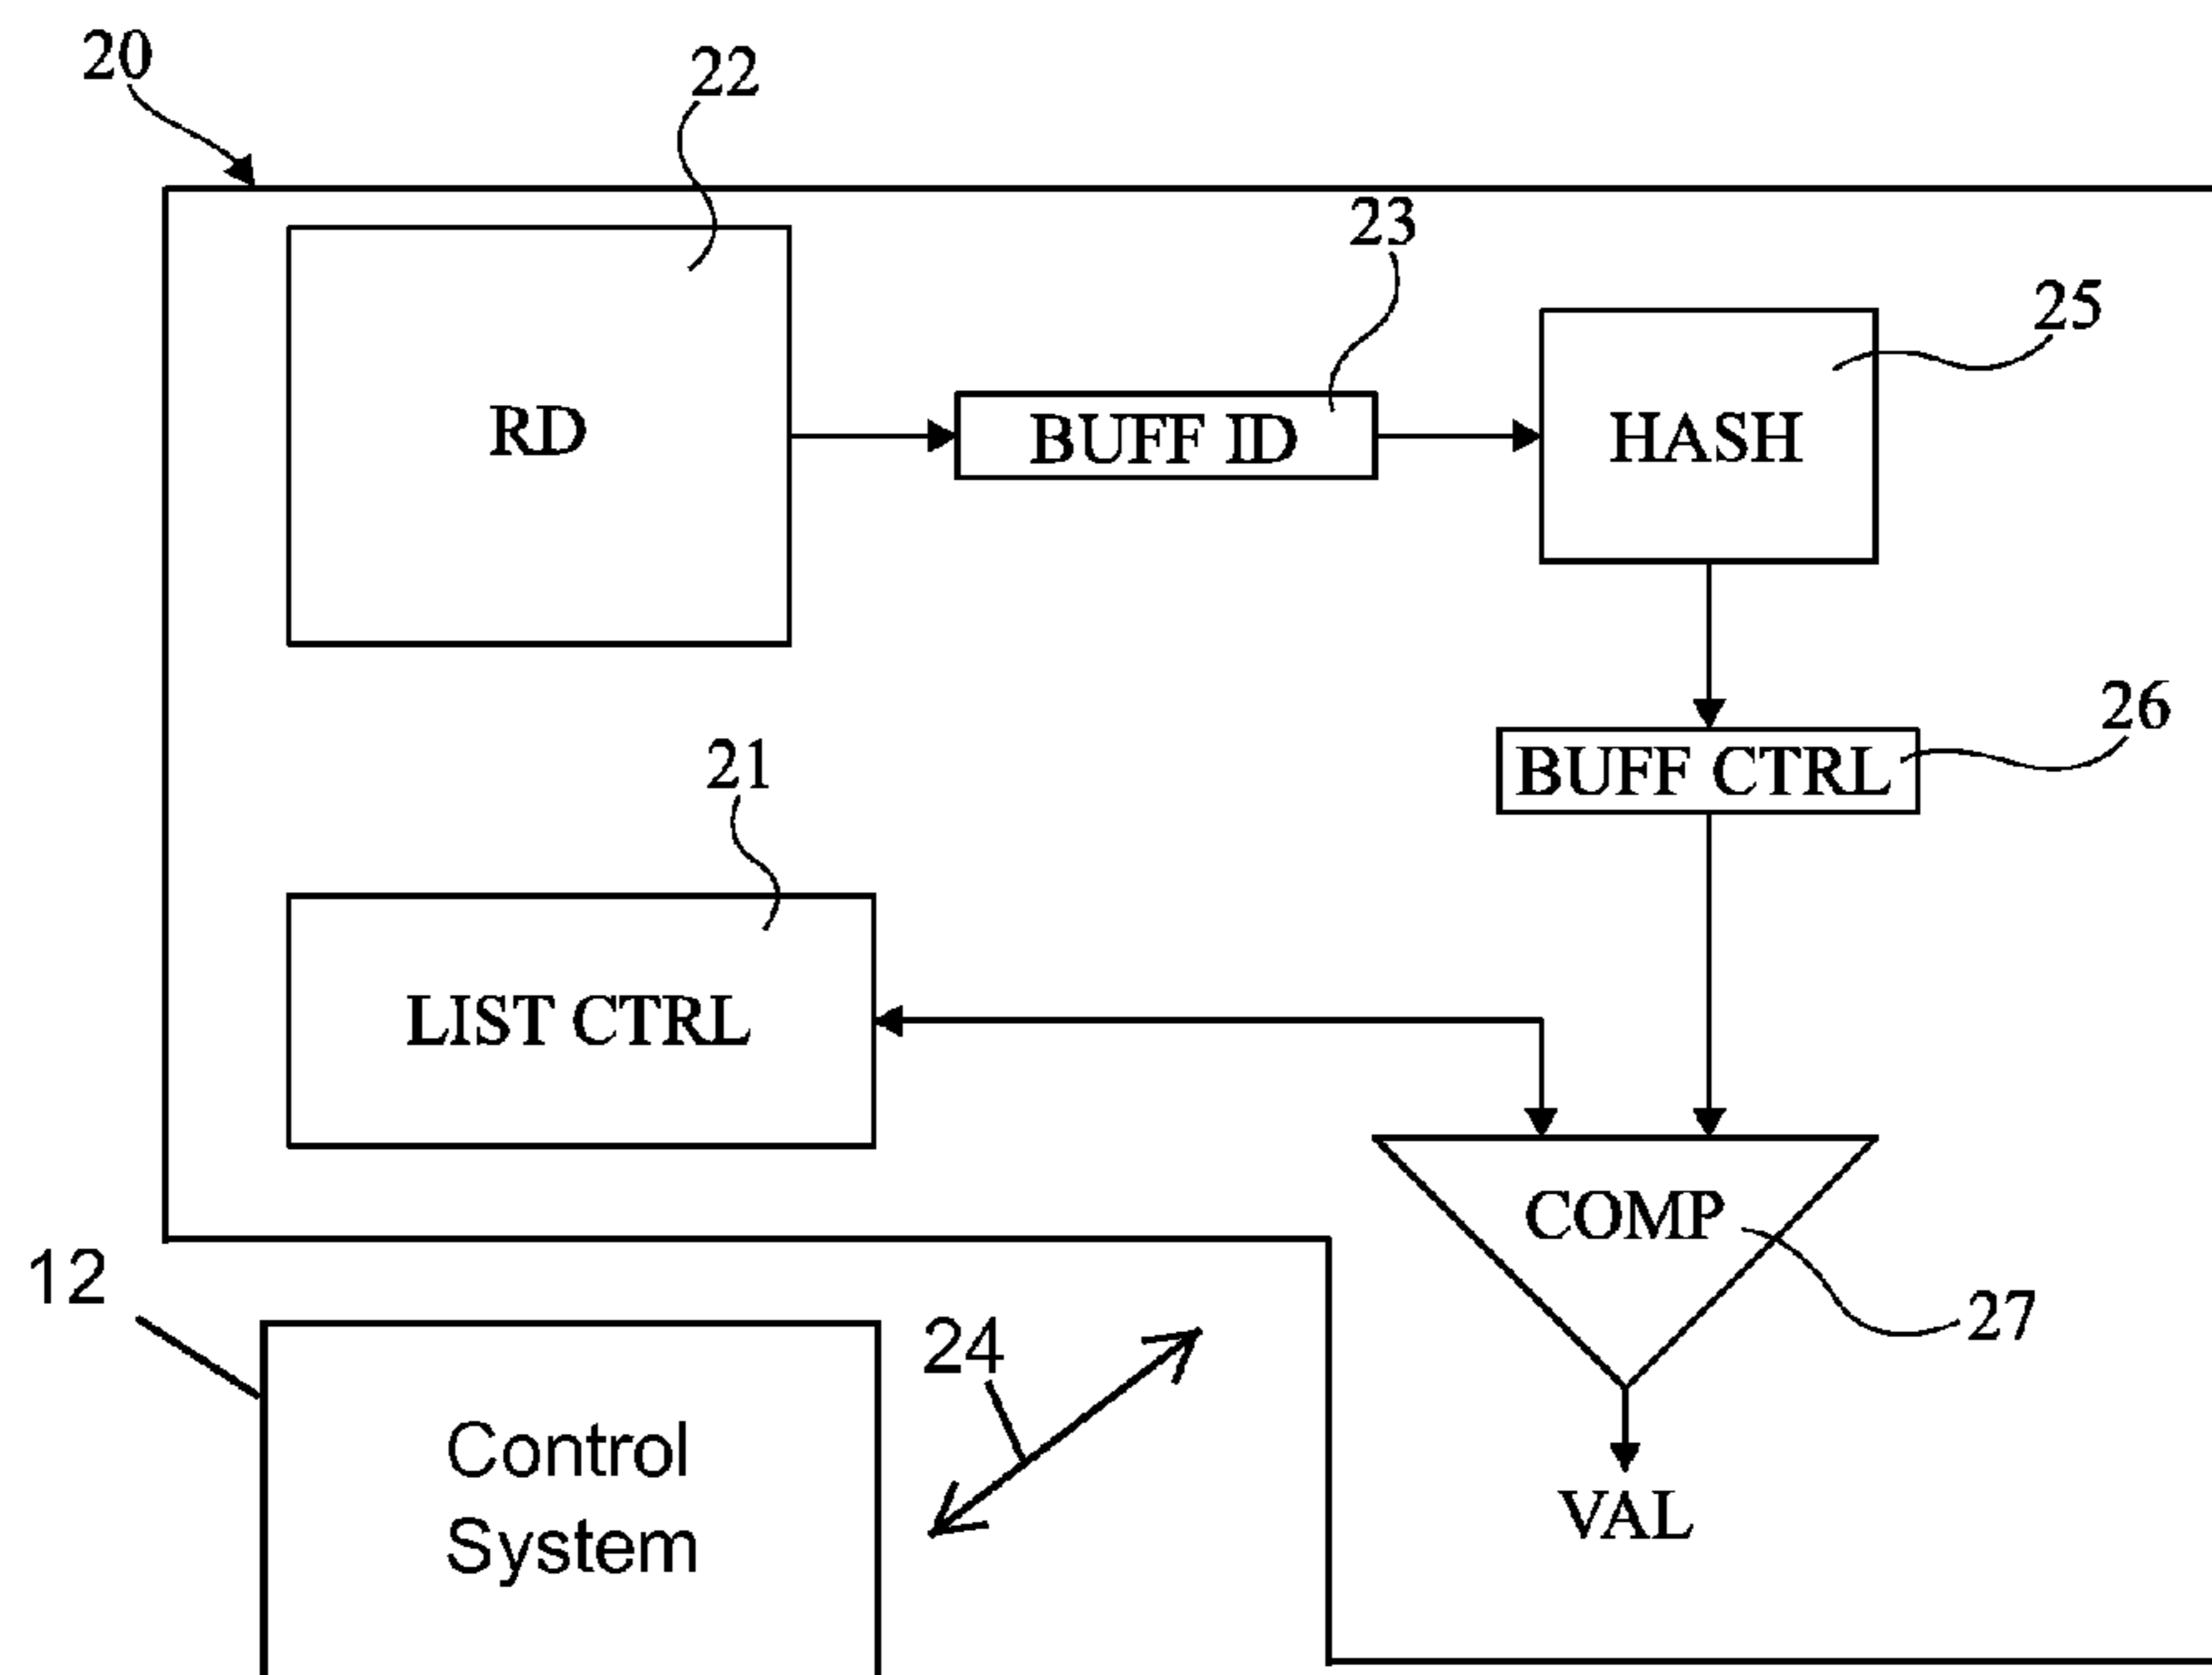 20
22
23
25
RD
BUFF ID
HASH
26
BUFF CTRL
21
LIST CTRL
COMP
27
12
24
Control
System
VAL